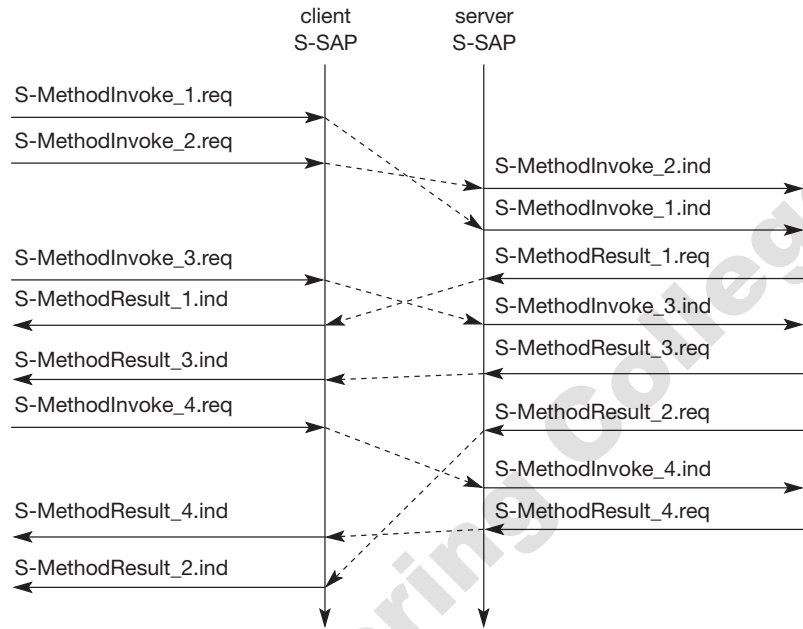 client
S-SAP
server
S-SAP
S-MethodInvoke_1.req
S-MethodInvoke_2.req
S-MethodInvoke_2.ind
S-MethodInvoke_1.ind
S-MethodInvoke_3.req
S-MethodResult_1.req
S-MethodResult_1.ind
S-MethodInvoke_3.ind
S-MethodResult_3.ind
S-MethodResult_3.req
S-MethodInvoke_4.req
S-MethodResult_2.req
S-MethodInvoke_4.ind
S-MethodResult_4.ind
S-MethodResult_4.req
S-MethodResult_2.ind